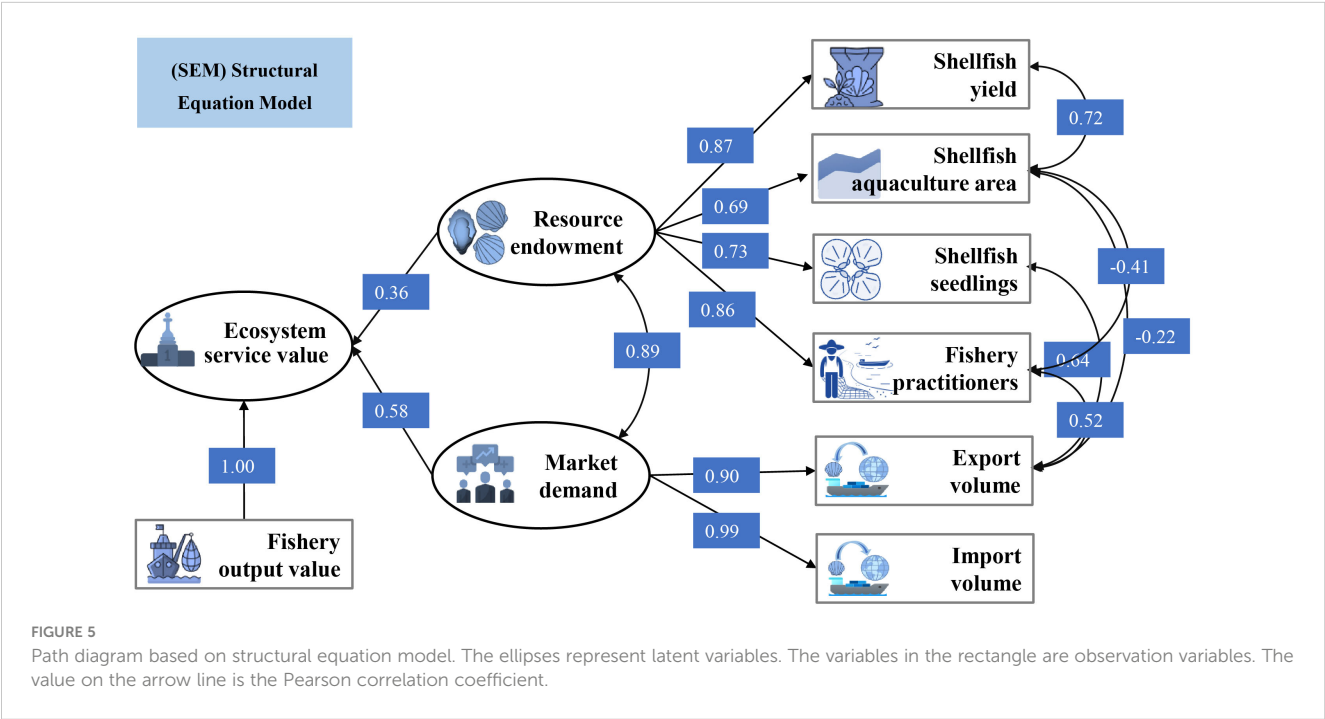 (SEM) Structural
Equation Model
Shellfish
yield
0.72
0.87
Shellfish
aquaculture area
0.69
Resource
endowment
0.73
Shellfish
seedlings
-0.41
0.36
0.86
-0.22
Ecosystem
service value
0.89
Fishery
practitioners
0.64
0.52
0.58
Market
demand
0.90
Export
volume
1.00
0.99
Fishery
output value
Import
volume
FIGURE 5
Path diagram based on structural equation model. The ellipses represent latent variables. The variables in the rectangle are observation variables. The
value on the arrow line is the Pearson correlation coefficient.